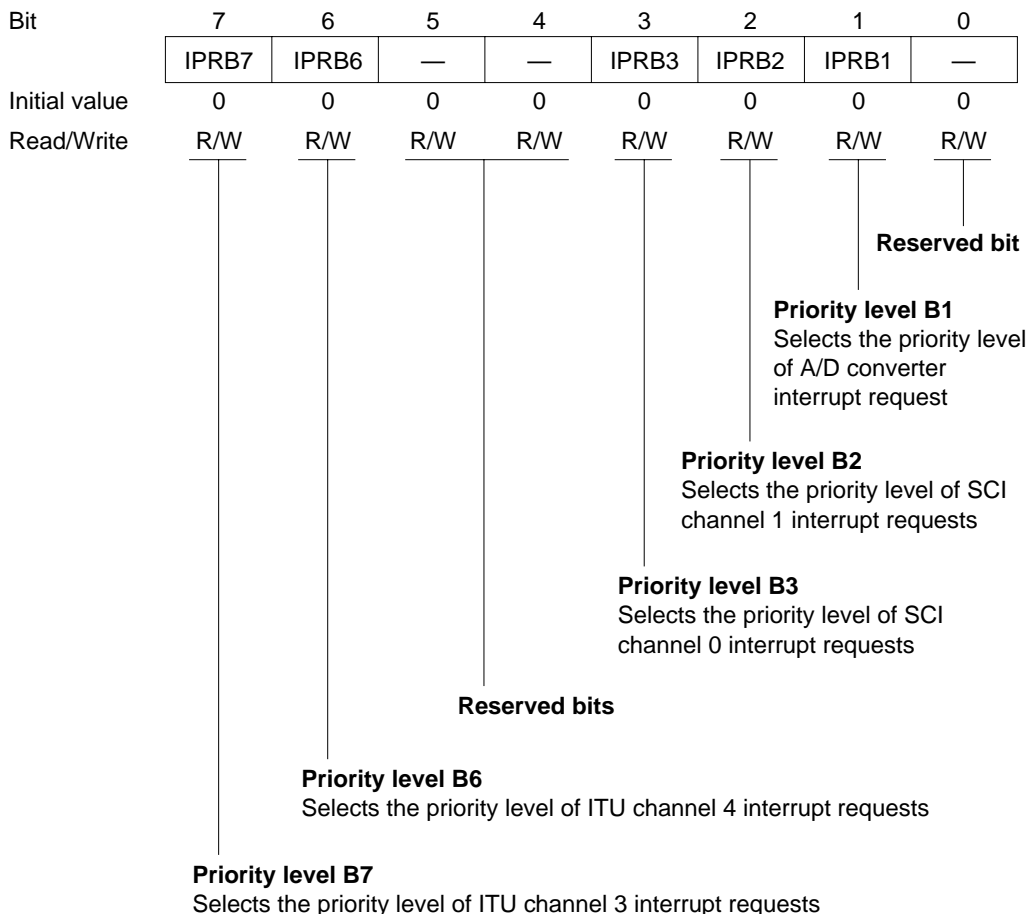 Bit 7 6 5 4 3 2 1 0
IPRB7 IPRB6 — — IPRB3 IPRB2 IPRB1 —
Initial value 0 0 0 0 0 0 0 0
Read/Write R/W R/W R/W R/W R/W R/W R/W R/W
Reserved bit
Priority level B1
Selects the priority level
of A/D converter
interrupt request
Priority level B2
Selects the priority level of SCI
channel 1 interrupt requests
Priority level B3
Selects the priority level of SCI
channel 0 interrupt requests
Reserved bits
Priority level B6
Selects the priority level of ITU channel 4 interrupt requests
Priority level B7
Selects the priority level of ITU channel 3 interrupt requests